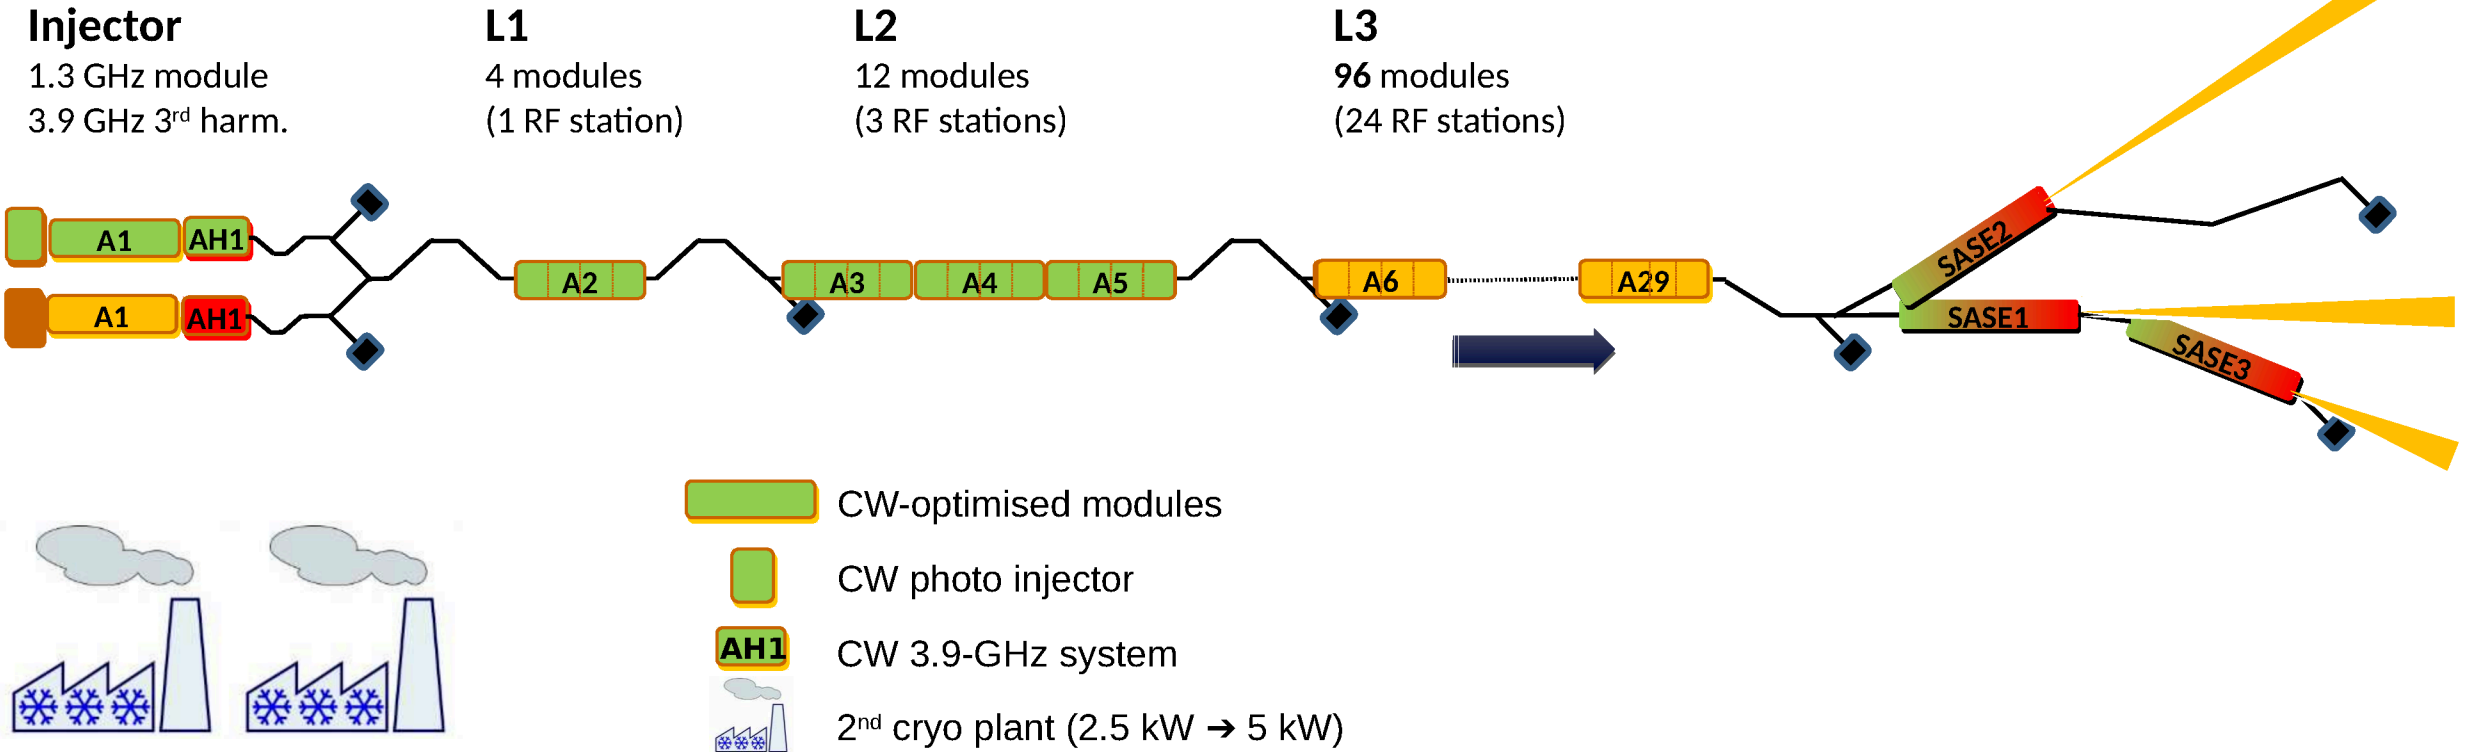 Injector
1.3 GHz module
3.9 GHz 3rd harm.
L1
4 modules
(1 RF station)
L2
12 modules
(3 RF stations)
L3
96 modules
(24 RF stations)
A1 AH1
A1 AH1
A2
A3 A4 A5
A6
A29
SASE2
SASE1
SASE3
CW-optimised modules
CW photo injector
AH1 CW 3.9-GHz system
2nd cryo plant (2.5 kW ➔ 5 kW)